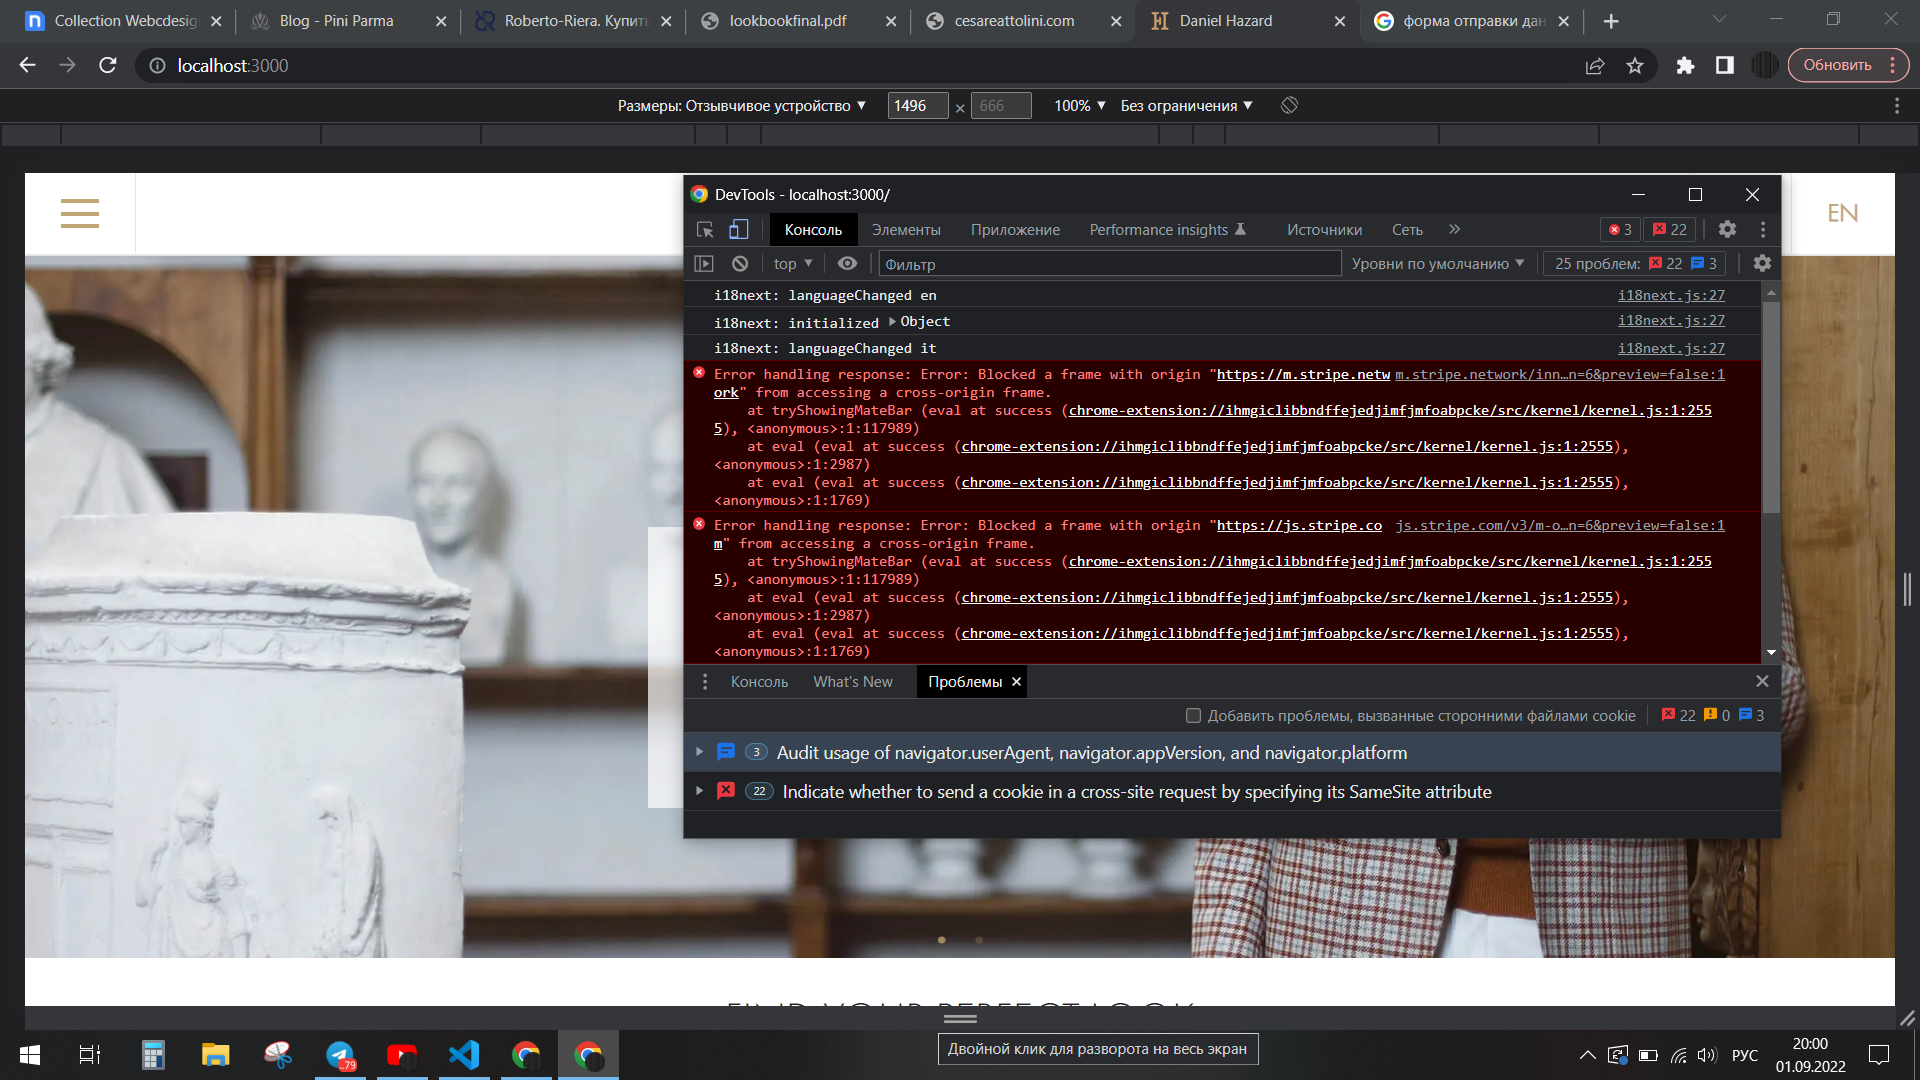 Collection Webcdesig
Blog - Pini Parma
Roberto-Riera. Купить
lookbookfinal.pdf
cesareattolini.com
Daniel Hazard
форма отправки дан
localhost:3000
Обновить
Размеры: Отзывчивое устройство ▼
1496 × 666
100% ▼
Без ограничения ▼
EN
DevTools - localhost:3000/
Консоль
Элементы
Приложение
Performance insights
Источники
Сеть
3
22
top ▼
Фильтр
Уровни по умолчанию ▼
25 проблем: 22 3
i18next: languageChanged en i18next.js:27
i18next: initialized ▶Object i18next.js:27
i18next: languageChanged it i18next.js:27
Error handling response: Error: Blocked a frame with origin "https://m.stripe.netw m.stripe.network/inn…n=6&preview=false:1
ork" from accessing a cross-origin frame.
at tryShowingMateBar (eval at success (chrome-extension://ihmgiclibbndffejedjimfjmfoabpcke/src/kernel/kernel.js:1:255
5), <anonymous>:1:117989)
at eval (eval at success (chrome-extension://ihmgiclibbndffejedjimfjmfoabpcke/src/kernel/kernel.js:1:2555),
<anonymous>:1:2987)
at eval (eval at success (chrome-extension://ihmgiclibbndffejedjimfjmfoabpcke/src/kernel/kernel.js:1:2555),
<anonymous>:1:1769)
Error handling response: Error: Blocked a frame with origin "https://js.stripe.co js.stripe.com/v3/m-o…n=6&preview=false:1
m" from accessing a cross-origin frame.
at tryShowingMateBar (eval at success (chrome-extension://ihmgiclibbndffejedjimfjmfoabpcke/src/kernel/kernel.js:1:255
5), <anonymous>:1:117989)
at eval (eval at success (chrome-extension://ihmgiclibbndffejedjimfjmfoabpcke/src/kernel/kernel.js:1:2555),
<anonymous>:1:2987)
at eval (eval at success (chrome-extension://ihmgiclibbndffejedjimfjmfoabpcke/src/kernel/kernel.js:1:2555),
<anonymous>:1:1769)
Консоль
What's New
Проблемы
Добавить проблемы, вызванные сторонними файлами cookie
22 0 3
3 Audit usage of navigator.userAgent, navigator.appVersion, and navigator.platform
22 Indicate whether to send a cookie in a cross-site request by specifying its SameSite attribute
FIND YOUR PERFECT LOOK
Двойной клик для разворота на весь экран
..79
РУС
20:00
01.09.2022